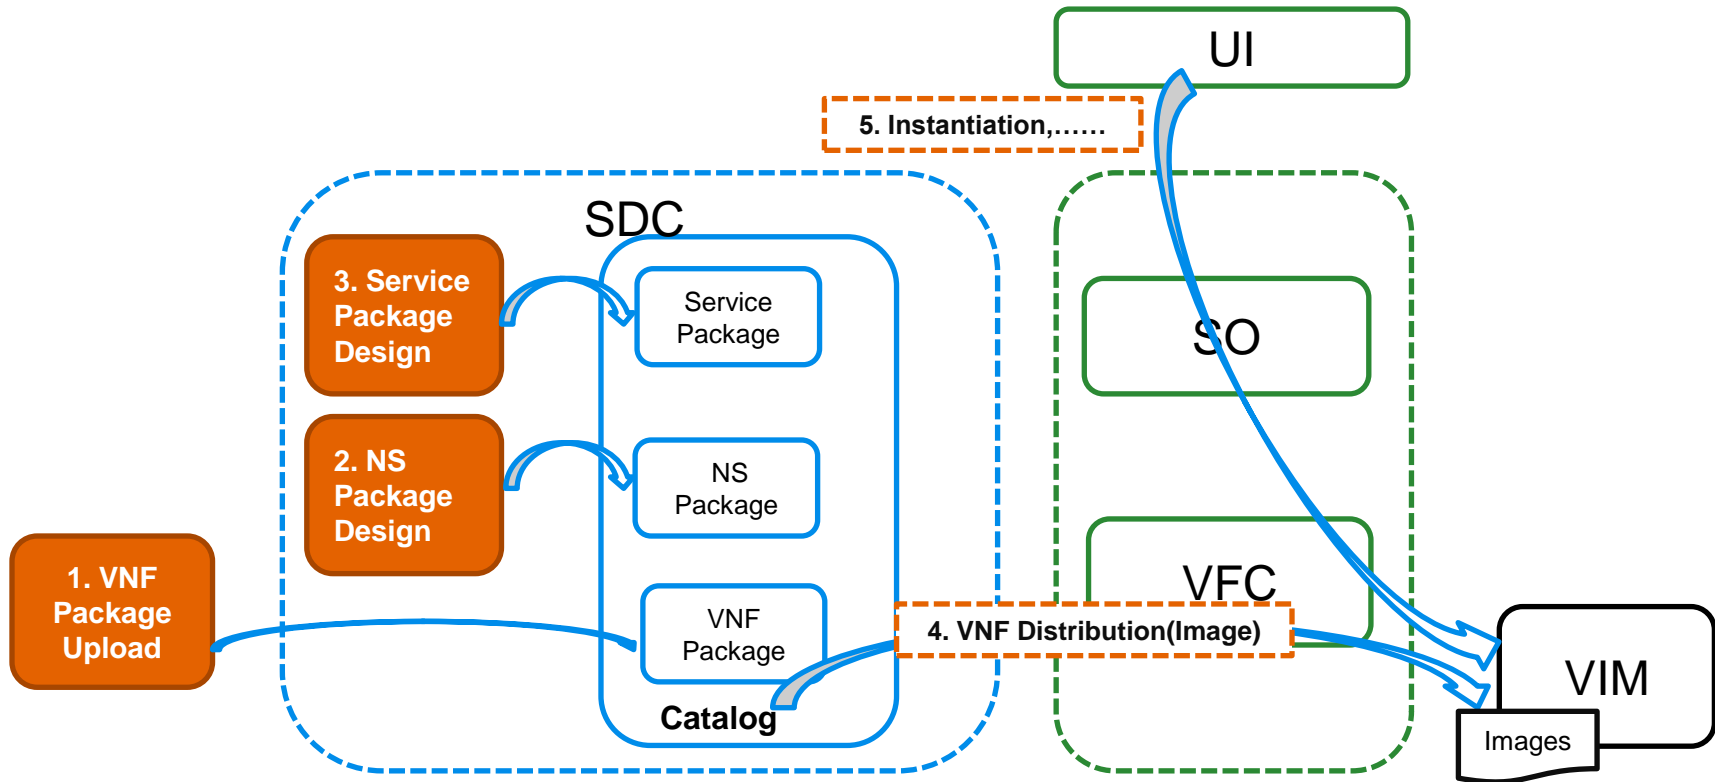 UI
5. Instantiation,......
SDC
3. Service
Package
Design
Service
Package
SO
2. NS
Package
Design
NS
Package
1. VNF
Package
Upload
VNF
Package
VFC
4. VNF Distribution(Image)
Catalog
VIM
Images